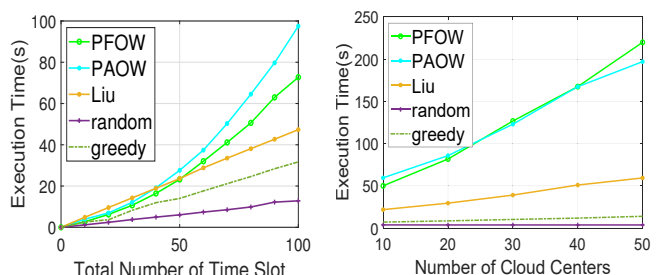 Execution Time(s)
100
80
60
40
20
0
PFOW
PAOW
Liu
random
greedy
0 50 100
Total Number of Time Slot
Execution Time(s)
250
200
150
100
50
0
PFOW
PAOW
Liu
random
greedy
10 20 30 40 50
Number of Cloud Centers